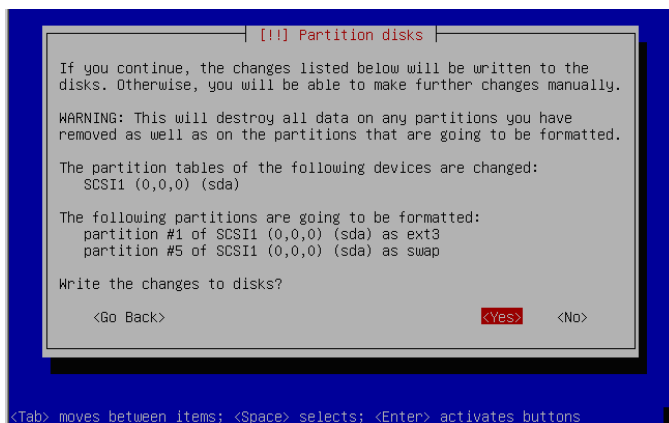 [!!] Partition disks
If you continue, the changes listed below will be written to the
disks. Otherwise, you will be able to make further changes manually.
WARNING: This will destroy all data on any partitions you have
removed as well as on the partitions that are going to be formatted.
The partition tables of the following devices are changed:
SCSI1 (0,0,0) (sda)
The following partitions are going to be formatted:
partition #1 of SCSI1 (0,0,0) (sda) as ext3
partition #5 of SCSI1 (0,0,0) (sda) as swap
Write the changes to disks?
<Go Back> <Yes> <No>
<Tab> moves between items; <Space> selects; <Enter> activates buttons